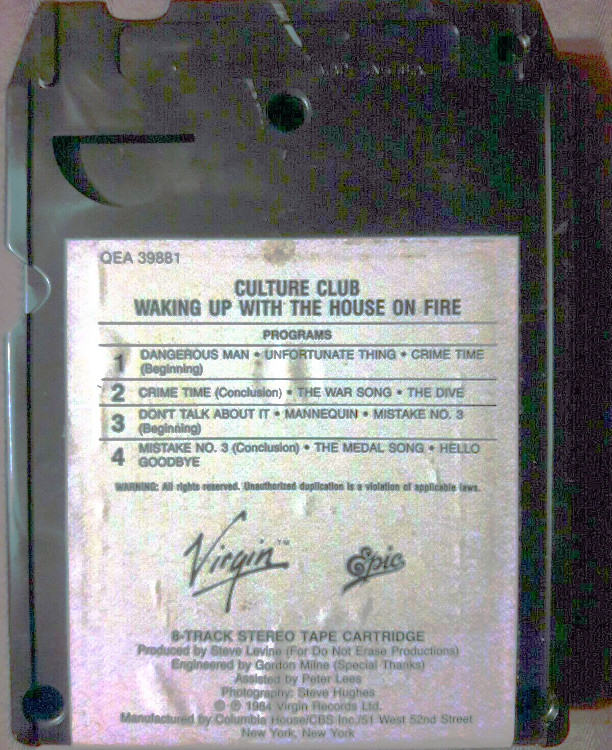 QEA 39881
CULTURE CLUB
WAKING UP WITH THE HOUSE ON FIRE
PROGRAMS
1 DANGEROUS MAN • UNFORTUNATE THING • CRIME TIME
(Beginning)
2 CRIME TIME (Conclusion) • THE WAR SONG • THE DIVE
3 DON'T TALK ABOUT IT • MANNEQUIN • MISTAKE NO. 3
(Beginning)
4 MISTAKE NO. 3 (Conclusion) • THE MEDAL SONG • HELLO
GOODBYE
WARNING: All rights reserved. Unauthorized duplication is a violation of applicable laws.
Virgin™ Epic
8-TRACK STEREO TAPE CARTRIDGE
Produced by Steve Levine (For Do Not Erase Productions)
Engineered by Gordon Milne (Special Thanks)
Assisted by Peter Lees
Photography: Steve Hughes
© ℗ 1984 Virgin Records Ltd.
Manufactured by Columbia House/CBS Inc./51 West 52nd Street
New York, New York